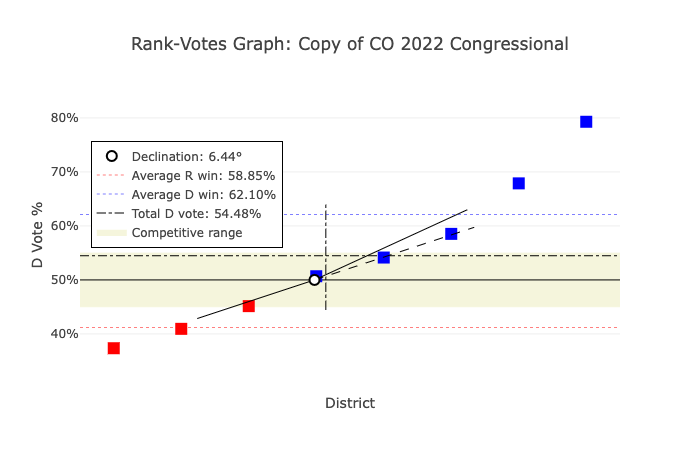 Rank-Votes Graph: Copy of CO 2022 Congressional
80%
70%
60%
50%
40%
D Vote %
Declination: 6.44°
Average R win: 58.85%
Average D win: 62.10%
Total D vote: 54.48%
Competitive range
District